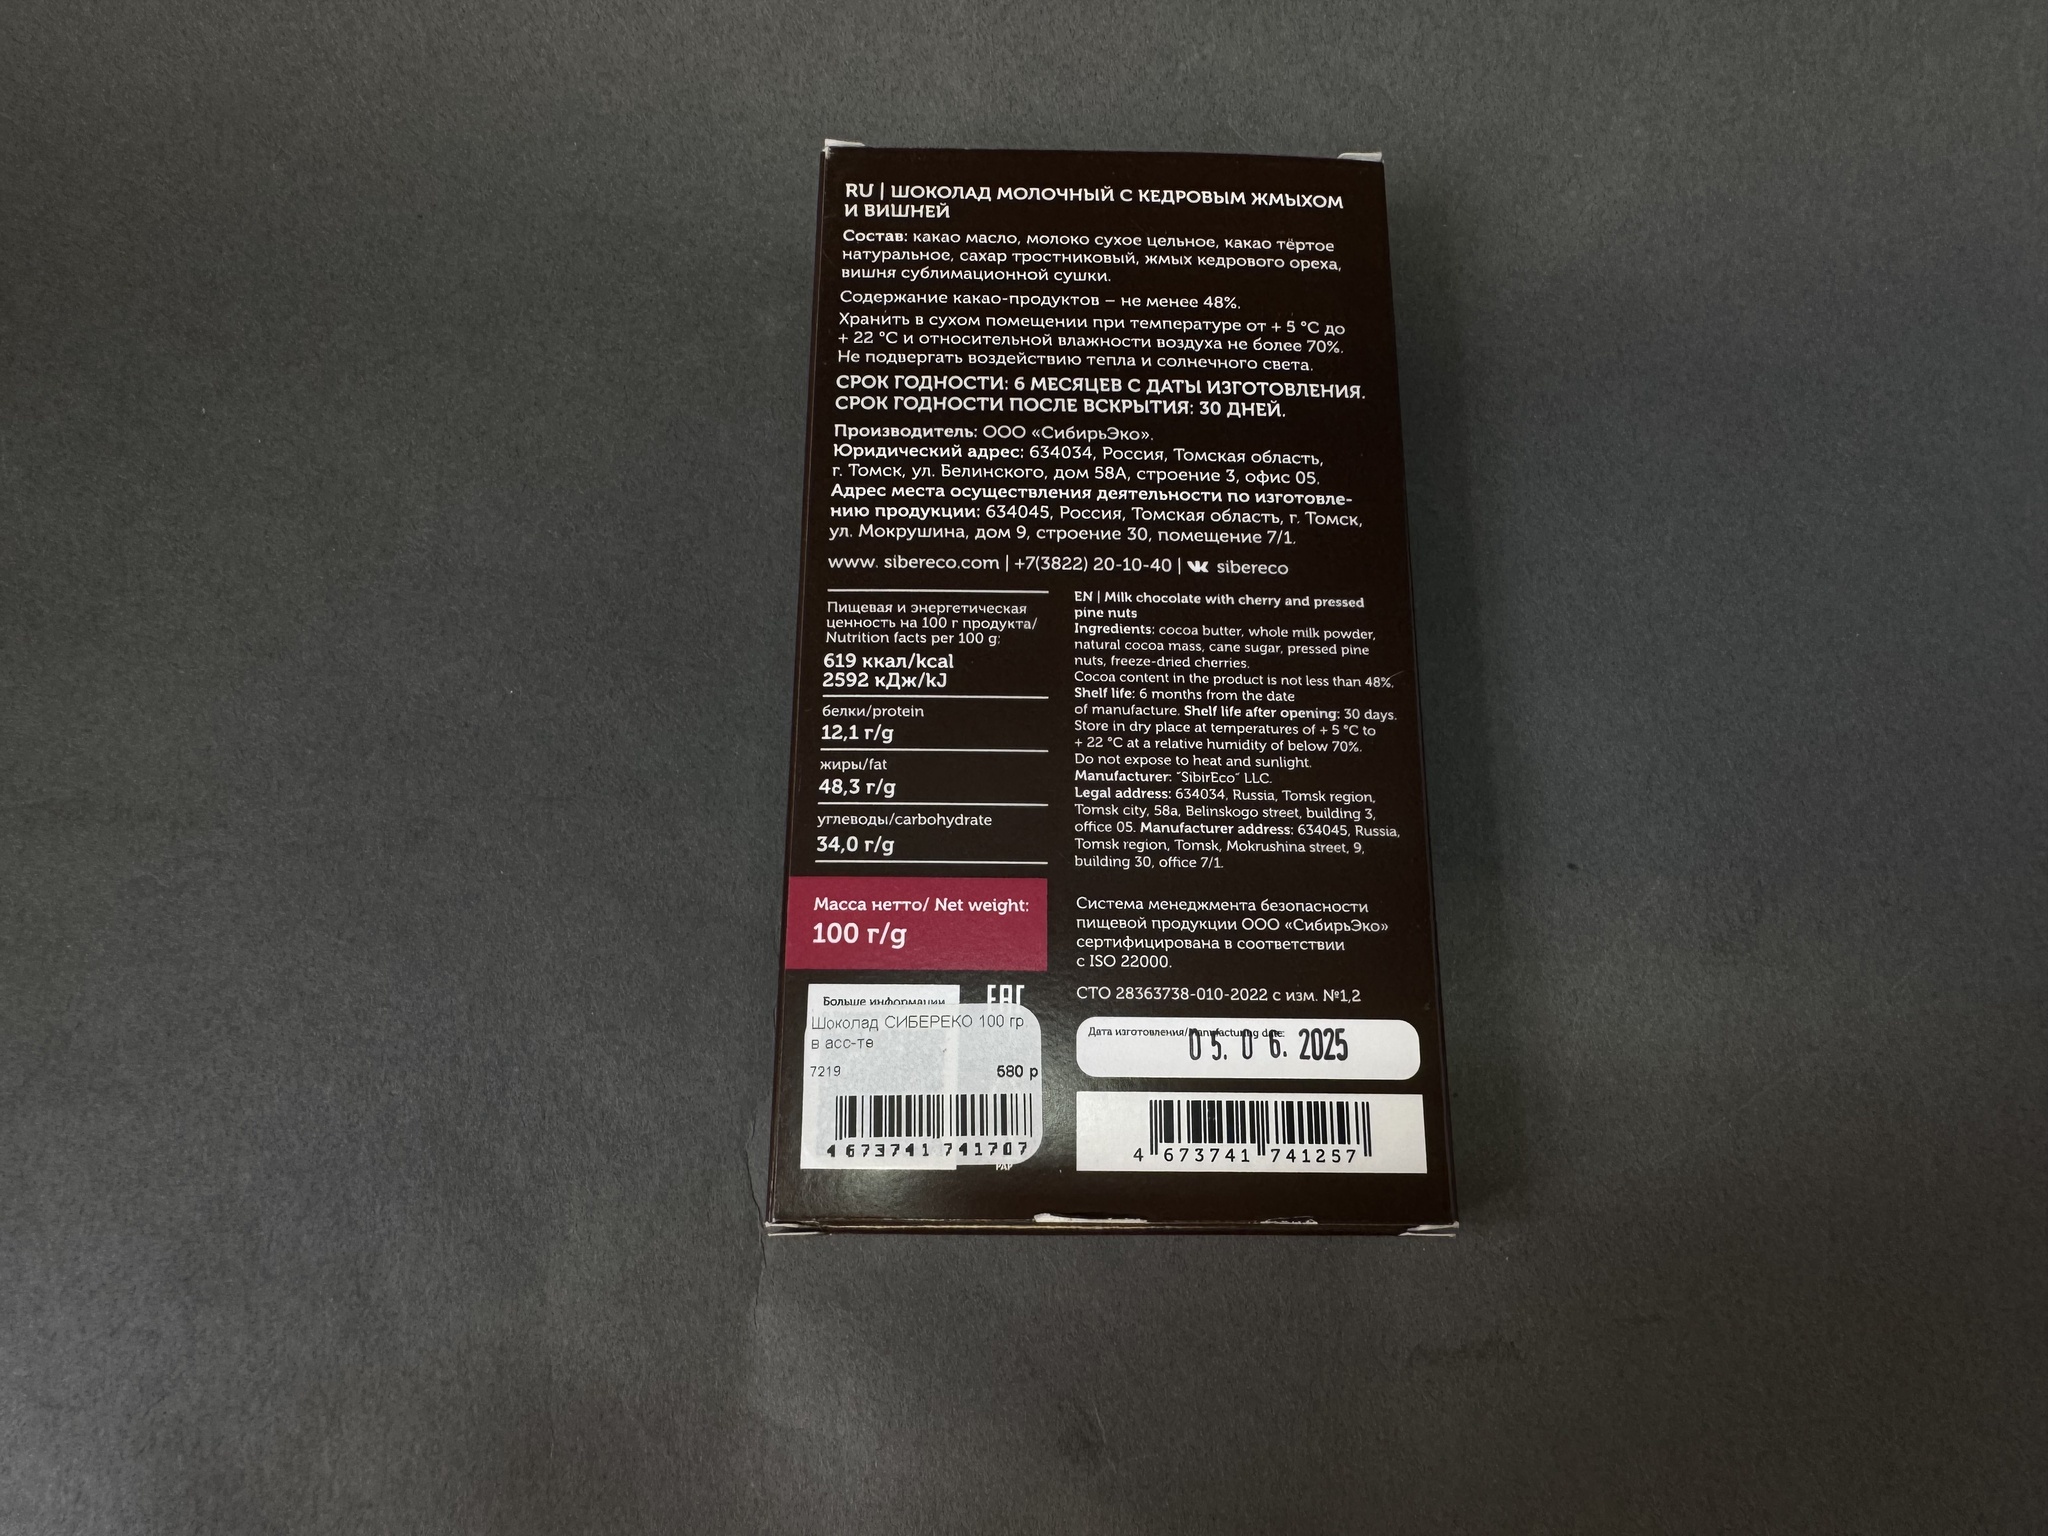 RU | ШОКОЛАД МОЛОЧНЫЙ С КЕДРОВЫМ ЖМЫХОМ
И ВИШНЕЙ
Состав: какао масло, молоко сухое цельное, какао тёртое
натуральное, сахар тростниковый, жмых кедрового ореха,
вишня сублимационной сушки.
Содержание какао-продуктов – не менее 48%.
Хранить в сухом помещении при температуре от + 5 °С до
+ 22 °С и относительной влажности воздуха не более 70%.
Не подвергать воздействию тепла и солнечного света.
СРОК ГОДНОСТИ: 6 МЕСЯЦЕВ С ДАТЫ ИЗГОТОВЛЕНИЯ.
СРОК ГОДНОСТИ ПОСЛЕ ВСКРЫТИЯ: 30 ДНЕЙ.
Производитель: ООО «СибирьЭко».
Юридический адрес: 634034, Россия, Томская область,
г. Томск, ул. Белинского, дом 58А, строение 3, офис 05.
Адрес места осуществления деятельности по изготовле-
нию продукции: 634045, Россия, Томская область, г. Томск,
ул. Мокрушина, дом 9, строение 30, помещение 7/1.
www. sibereco.com | +7(3822) 20-10-40 | sibereco
Пищевая и энергетическая
ценность на 100 г продукта/
Nutrition facts per 100 g:
619 ккал/kcal
2592 кДж/kJ
белки/protein
12,1 г/g
жиры/fat
48,3 г/g
углеводы/carbohydrate
34,0 г/g
Масса нетто/ Net weight:
100 г/g
EN | Milk chocolate with cherry and pressed
pine nuts
Ingredients: cocoa butter, whole milk powder,
natural cocoa mass, cane sugar, pressed pine
nuts, freeze-dried cherries.
Cocoa content in the product is not less than 48%.
Shelf life: 6 months from the date
of manufacture. Shelf life after opening: 30 days.
Store in dry place at temperatures of + 5 °C to
+ 22 °C at a relative humidity of below 70%.
Do not expose to heat and sunlight.
Manufacturer: "SibirEco" LLC.
Legal address: 634034, Russia, Tomsk region,
Tomsk city, 58a, Belinskogo street, building 3,
office 05. Manufacturer address: 634045, Russia,
Tomsk region, Tomsk, Mokrushina street, 9,
building 30, office 7/1.
Система менеджмента безопасности
пищевой продукции ООО «СибирьЭко»
сертифицирована в соответствии
с ISO 22000.
СТО 28363738-010-2022 с изм. №1,2
Больше информации
EAC
Шоколад СИБЕРЕКО 100 гр
в асс-те
7219 580 р
4 673741 741707
PAP
Дата изготовления/Manufacturing date:
05.06.2025
4 673741 741257